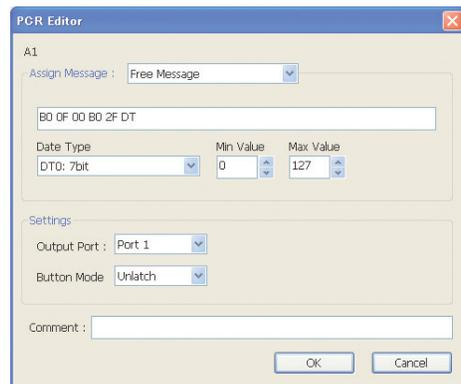 PCR Editor
A1
Assign Message : Free Message
B0 0F 00 B0 2F DT
Date Type Min Value Max Value
DT0: 7bit 0 127
Settings
Output Port : Port 1
Button Mode Unlatch
Comment :
OK Cancel